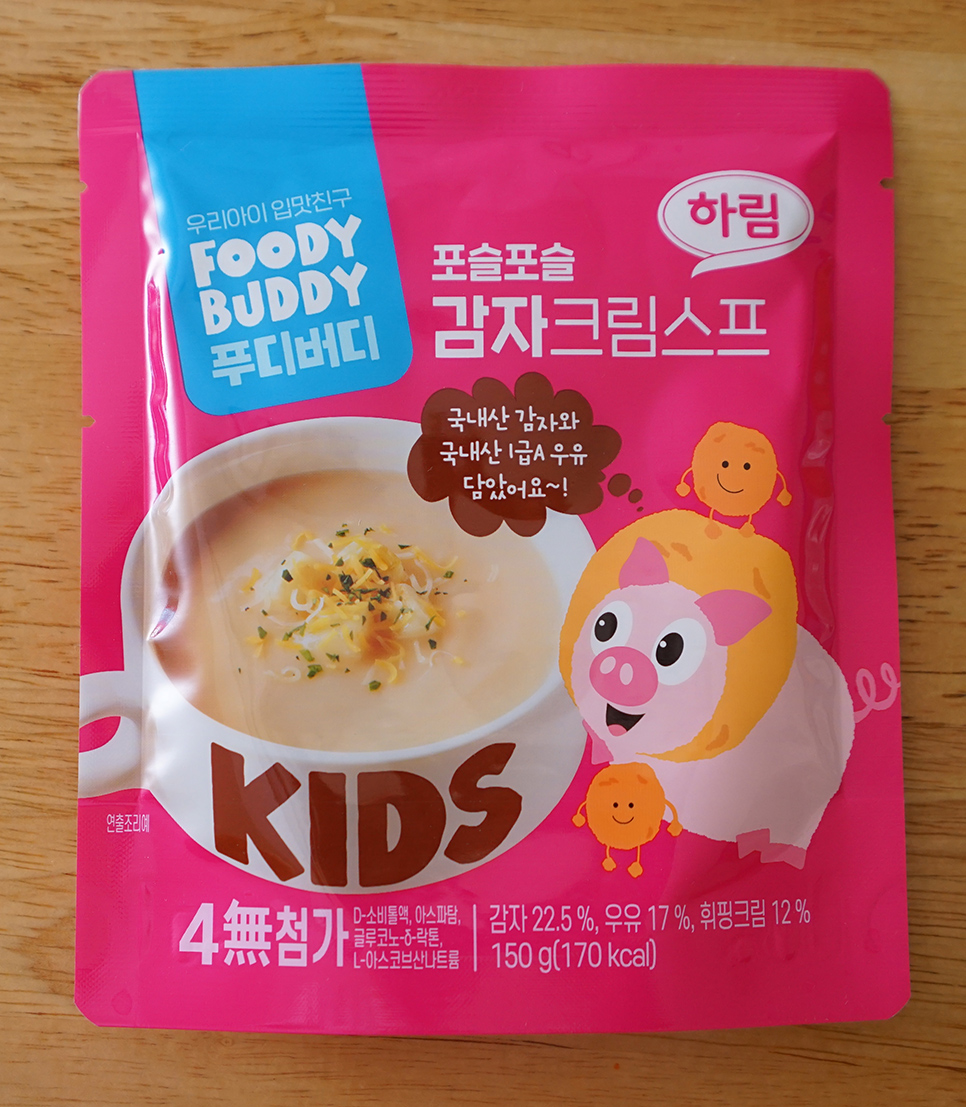 우리아이 입맛친구
FOODY
BUDDY
푸디버디
하림
포슬포슬
감자크림스프
국내산 감자와
국내산 1급A 우유
담았어요~!
KIDS
연출조리예
4無첨가
D-소비톨액, 아스파탐,
글루코노-δ-락톤,
L-아스코브산나트륨
감자 22.5 %, 우유 17 %, 휘핑크림 12 %
150 g(170 kcal)